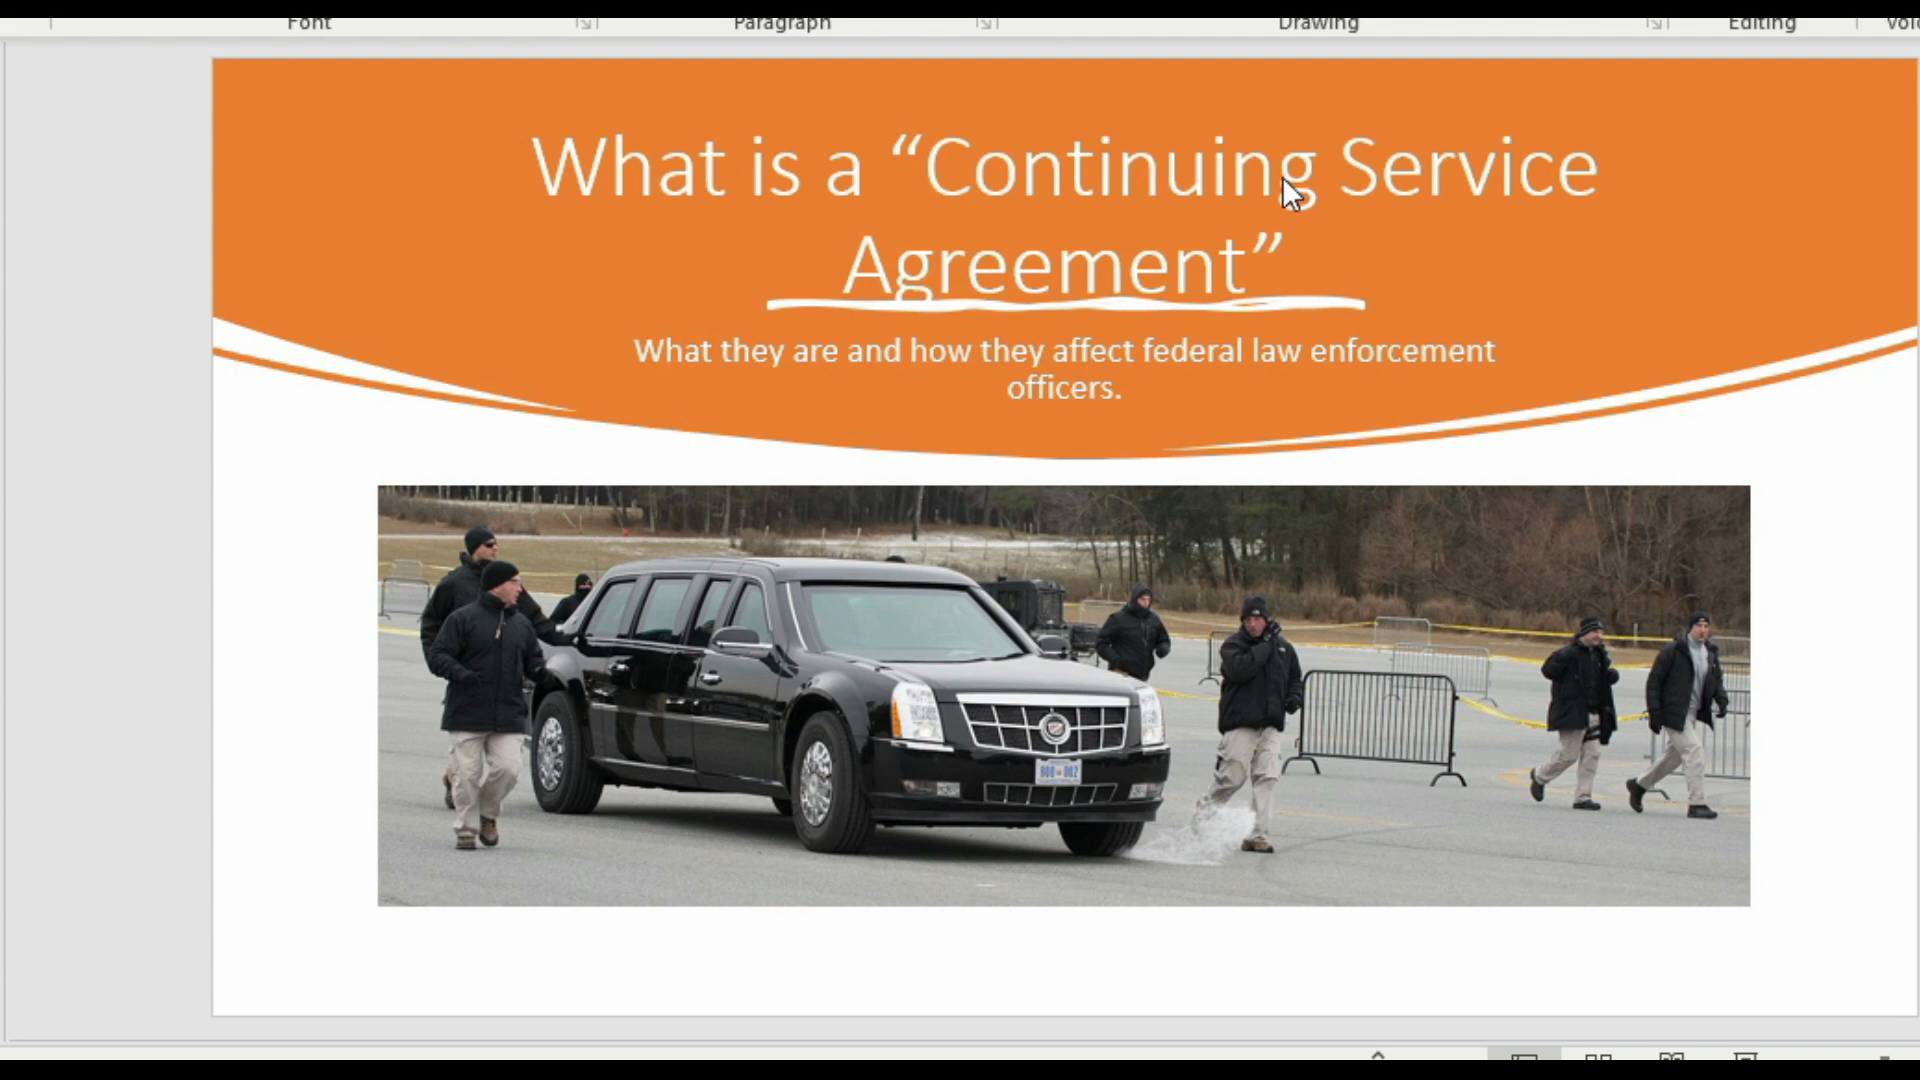 Font Paragraph Drawing Editing
What is a “Continuing Service
Agreement”
What they are and how they affect federal law enforcement
officers.